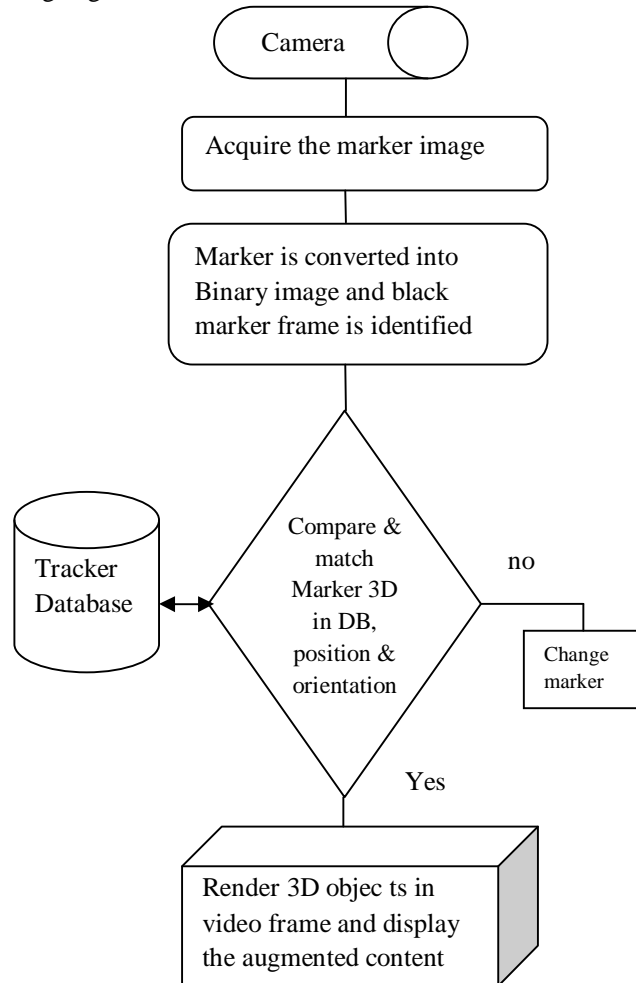 Camera
Acquire the marker image
Marker is converted into
Binary image and black
marker frame is identified
Compare &
match
Marker 3D
in DB,
position &
orientation
Tracker
Database
no
Change
marker
Yes
Render 3D objec ts in
video frame and display
the augmented content